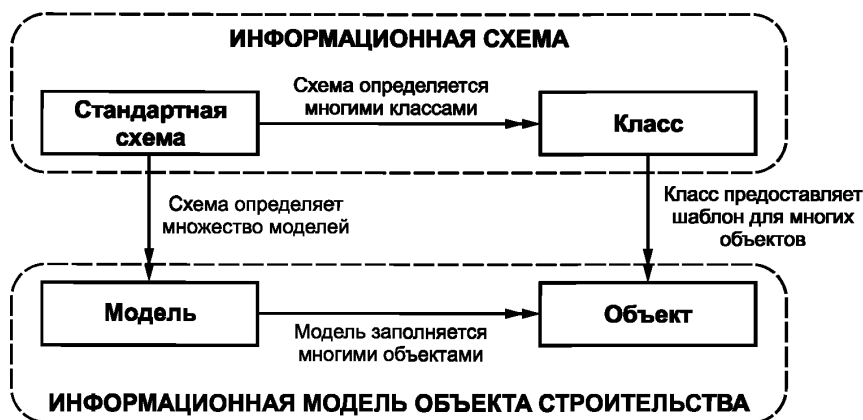 ИНФОРМАЦИОННАЯ СХЕМА
Стандартная
схема
Схема определяется
многими классами
Класс
Схема определяет
множество моделей
Класс предоставляет
шаблон для многих
объектов
Модель
Модель заполняется
многими объектами
Объект
ИНФОРМАЦИОННАЯ МОДЕЛЬ ОБЪЕКТА СТРОИТЕЛЬСТВА